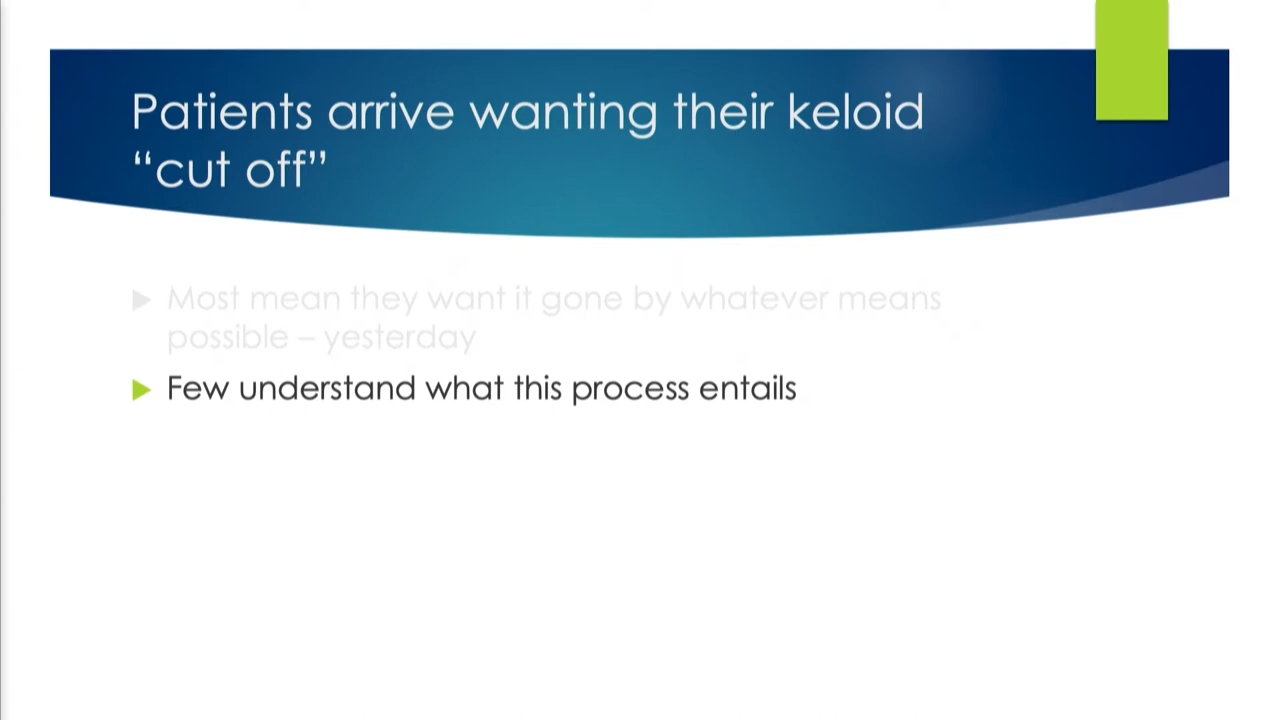 Patients arrive wanting their keloid
“cut off”
Most mean they want it gone by whatever means
possible – yesterday
Few understand what this process entails